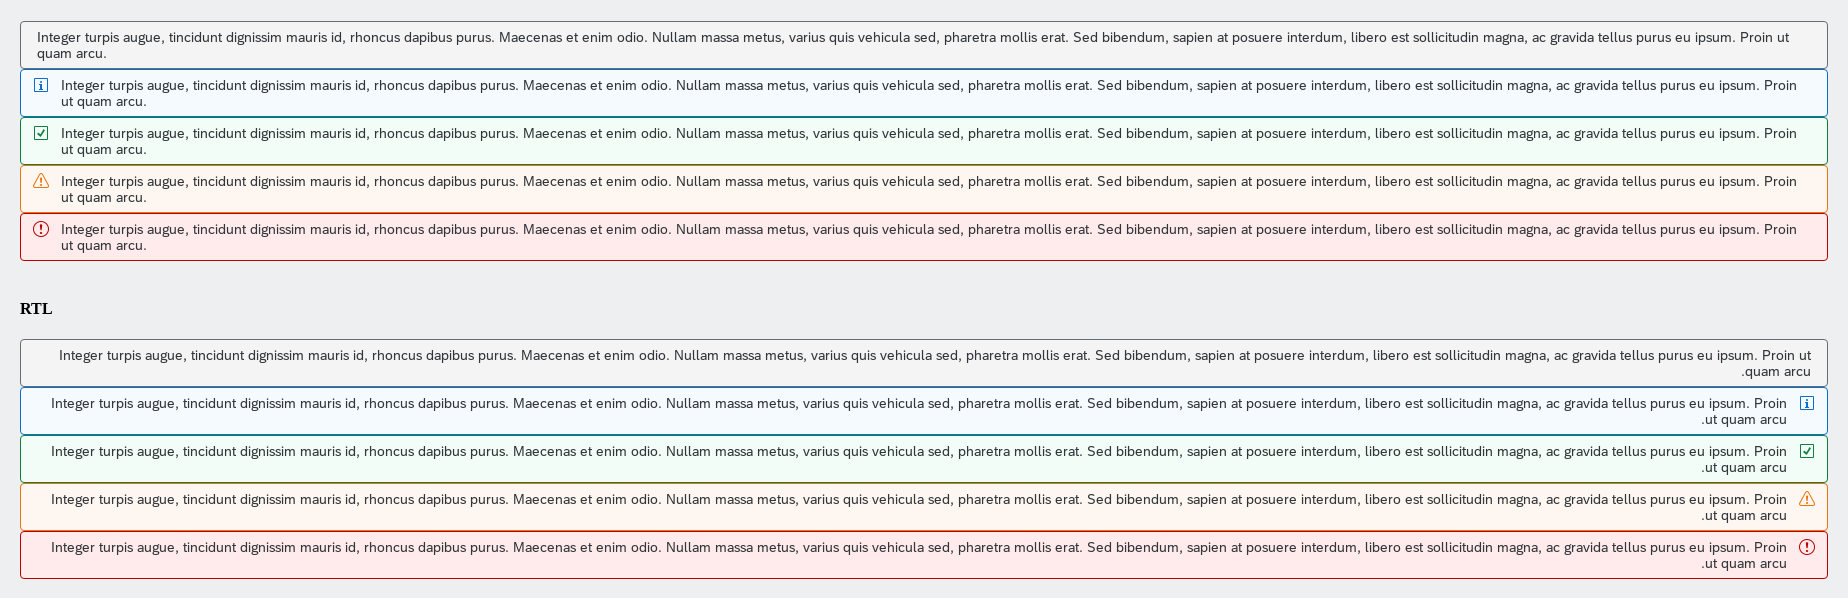 Integer turpis augue, tincidunt dignissim mauris id, rhoncus dapibus purus. Maecenas et enim odio. Nullam massa metus, varius quis vehicula sed, pharetra mollis erat. Sed bibendum, sapien at posuere interdum, libero est sollicitudin magna, ac gravida tellus purus eu ipsum. Proin ut
quam arcu.
Integer turpis augue, tincidunt dignissim mauris id, rhoncus dapibus purus. Maecenas et enim odio. Nullam massa metus, varius quis vehicula sed, pharetra mollis erat. Sed bibendum, sapien at posuere interdum, libero est sollicitudin magna, ac gravida tellus purus eu ipsum. Proin
ut quam arcu.
Integer turpis augue, tincidunt dignissim mauris id, rhoncus dapibus purus. Maecenas et enim odio. Nullam massa metus, varius quis vehicula sed, pharetra mollis erat. Sed bibendum, sapien at posuere interdum, libero est sollicitudin magna, ac gravida tellus purus eu ipsum. Proin
ut quam arcu.
Integer turpis augue, tincidunt dignissim mauris id, rhoncus dapibus purus. Maecenas et enim odio. Nullam massa metus, varius quis vehicula sed, pharetra mollis erat. Sed bibendum, sapien at posuere interdum, libero est sollicitudin magna, ac gravida tellus purus eu ipsum. Proin
ut quam arcu.
Integer turpis augue, tincidunt dignissim mauris id, rhoncus dapibus purus. Maecenas et enim odio. Nullam massa metus, varius quis vehicula sed, pharetra mollis erat. Sed bibendum, sapien at posuere interdum, libero est sollicitudin magna, ac gravida tellus purus eu ipsum. Proin
ut quam arcu.
RTL
Integer turpis augue, tincidunt dignissim mauris id, rhoncus dapibus purus. Maecenas et enim odio. Nullam massa metus, varius quis vehicula sed, pharetra mollis erat. Sed bibendum, sapien at posuere interdum, libero est sollicitudin magna, ac gravida tellus purus eu ipsum. Proin ut
.quam arcu
Integer turpis augue, tincidunt dignissim mauris id, rhoncus dapibus purus. Maecenas et enim odio. Nullam massa metus, varius quis vehicula sed, pharetra mollis erat. Sed bibendum, sapien at posuere interdum, libero est sollicitudin magna, ac gravida tellus purus eu ipsum. Proin
.ut quam arcu
Integer turpis augue, tincidunt dignissim mauris id, rhoncus dapibus purus. Maecenas et enim odio. Nullam massa metus, varius quis vehicula sed, pharetra mollis erat. Sed bibendum, sapien at posuere interdum, libero est sollicitudin magna, ac gravida tellus purus eu ipsum. Proin
.ut quam arcu
Integer turpis augue, tincidunt dignissim mauris id, rhoncus dapibus purus. Maecenas et enim odio. Nullam massa metus, varius quis vehicula sed, pharetra mollis erat. Sed bibendum, sapien at posuere interdum, libero est sollicitudin magna, ac gravida tellus purus eu ipsum. Proin
.ut quam arcu
Integer turpis augue, tincidunt dignissim mauris id, rhoncus dapibus purus. Maecenas et enim odio. Nullam massa metus, varius quis vehicula sed, pharetra mollis erat. Sed bibendum, sapien at posuere interdum, libero est sollicitudin magna, ac gravida tellus purus eu ipsum. Proin
.ut quam arcu